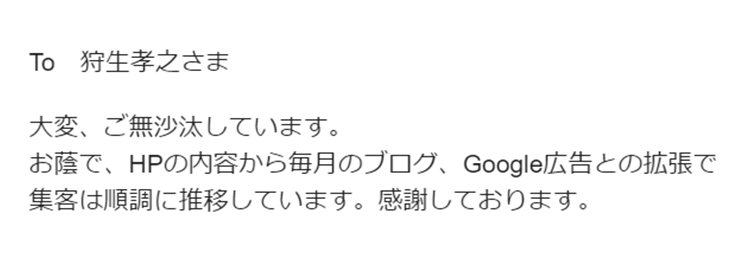 To　狩生孝之さま
大変、ご無沙汰しています。
お蔭で、HPの内容から毎月のブログ、Google広告との拡張で
集客は順調に推移しています。感謝しております。